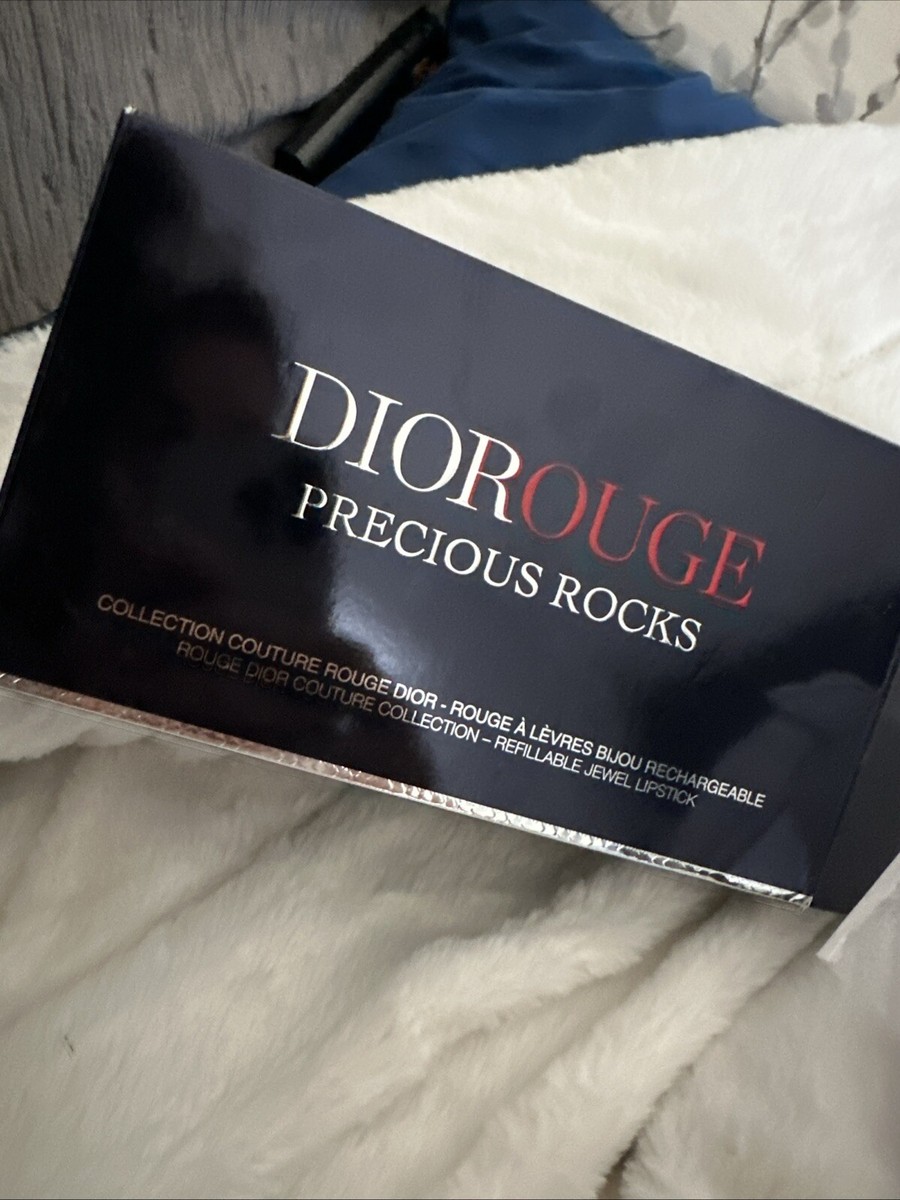 DIOROUGE
PRECIOUS ROCKS
COLLECTION COUTURE ROUGE DIOR - ROUGE À LÈVRES BIJOU RECHARGEABLE
ROUGE DIOR COUTURE COLLECTION – REFILLABLE JEWEL LIPSTICK